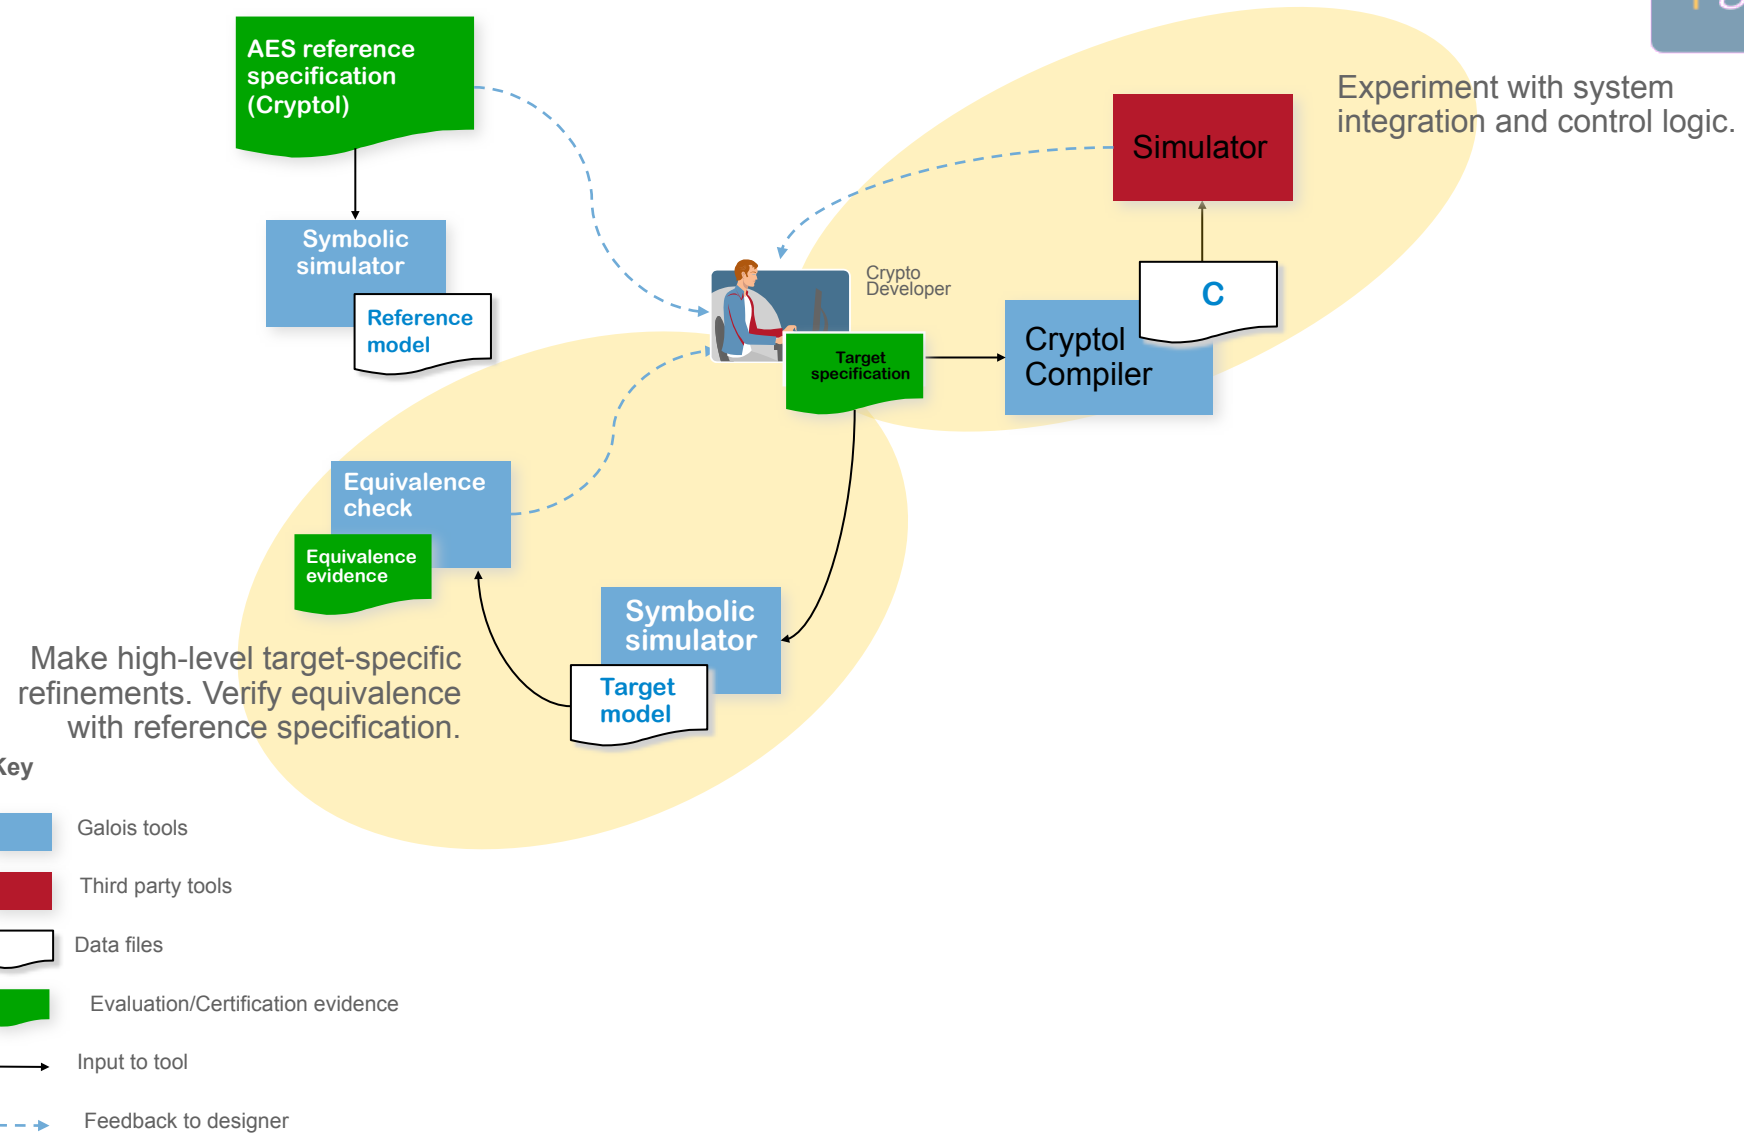 AES reference
specification
(Cryptol)
Experiment with system
integration and control logic.
Simulator
Symbolic
simulator
Reference
model
Crypto
Developer
C
Cryptol
Compiler
Target
specification
Equivalence
check
Equivalence
evidence
Symbolic
simulator
Target
model
Make high-level target-specific
refinements. Verify equivalence
with reference specification.
Key
Galois tools
Third party tools
Data files
Evaluation/Certification evidence
Input to tool
Feedback to designer